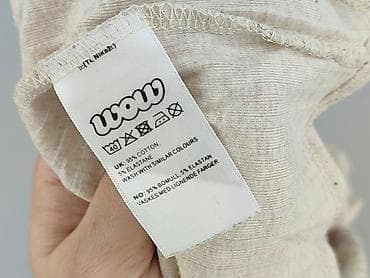 WOW
40
UK: 95% COTTON,
5% ELASTANE
WASH WITH SIMILAR COLOURS
NO: 95% BOMULL, 5% ELASTAN
VASKES MED LIGNENDE FARGER